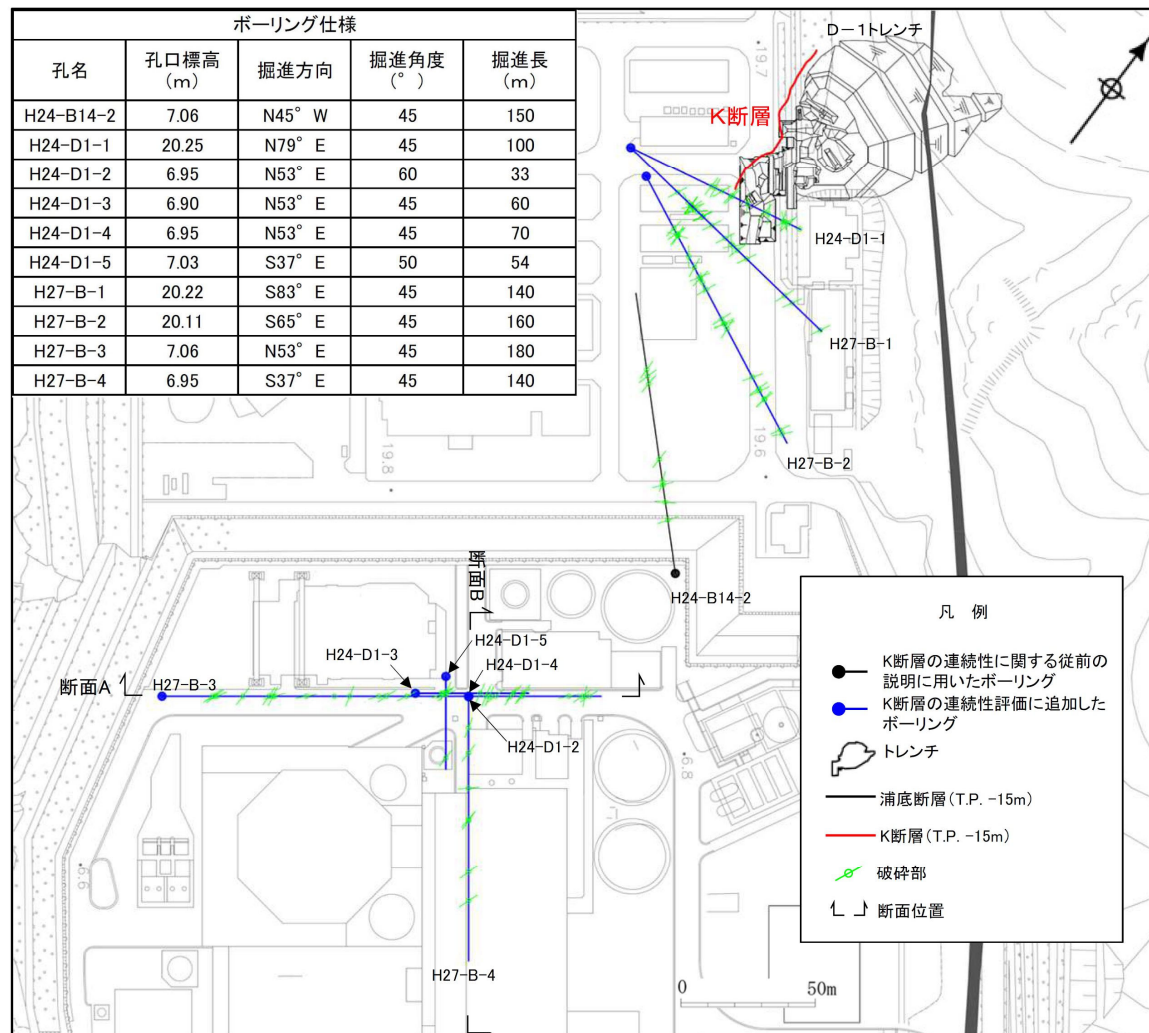 ボーリング仕様
孔名 孔口標高（m） 掘進方向 掘進角度（°） 掘進長（m）
H24-B14-2 7.06 N45° W 45 150
H24-D1-1 20.25 N79° E 45 100
H24-D1-2 6.95 N53° E 60 33
H24-D1-3 6.90 N53° E 45 60
H24-D1-4 6.95 N53° E 45 70
H24-D1-5 7.03 S37° E 50 54
H27-B-1 20.22 S83° E 45 140
H27-B-2 20.11 S65° E 45 160
H27-B-3 7.06 N53° E 45 180
H27-B-4 6.95 S37° E 45 140
D－1トレンチ
19.7
K断層
H24-D1-1
H27-B-1
H27-B-2
19.6
19.8
H24-B14-2
断面B
H24-D1-5
H24-D1-3
H24-D1-4
断面A
H27-B-3
H24-D1-2
6.8
6.6
H27-B-4
凡 例
K断層の連続性に関する従前の
説明に用いたボーリング
K断層の連続性評価に追加した
ボーリング
トレンチ
浦底断層(T.P. -15m)
K断層(T.P. -15m)
破砕部
断面位置
0 50m